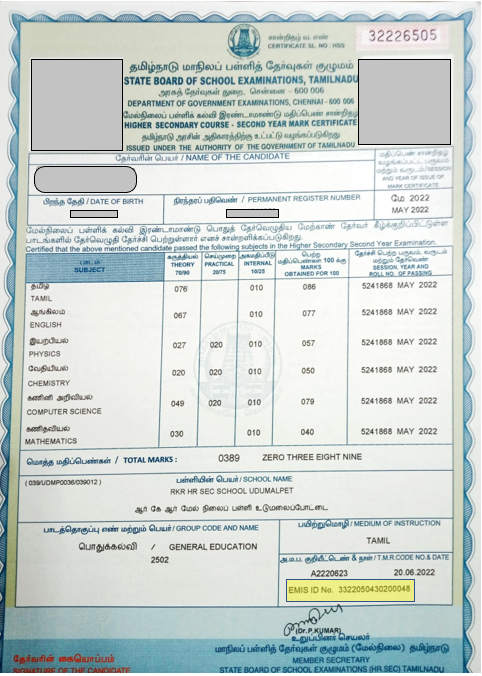 சான்றிதழ் வ. எண்
CERTIFICATE SL. NO : HSS
32226505
தமிழ்நாடு மாநிலப் பள்ளித் தேர்வுகள் குழுமம்
STATE BOARD OF SCHOOL EXAMINATIONS, TAMILNADU
அரசுத் தேர்வுகள் துறை, சென்னை - 600 006
DEPARTMENT OF GOVERNMENT EXAMINATIONS, CHENNAI - 600 006
மேல்நிலைப் பள்ளிக் கல்வி இரண்டாமாண்டு மதிப்பெண் சான்றிதழ்
HIGHER SECONDARY COURSE - SECOND YEAR MARK CERTIFICATE
தமிழ்நாடு அரசின் அதிகாரத்திற்கு உட்பட்டு வழங்கப்படுகிறது
ISSUED UNDER THE AUTHORITY OF THE GOVERNMENT OF TAMILNADU
தேர்வரின் பெயர் / NAME OF THE CANDIDATE
மதிப்பெண் சான்றிதழ்
வழங்கப்பட்ட பருவம்
மற்றும் வருடம் / SESSION
AND YEAR OF ISSUE OF
MARK CERTIFICATE
பிறந்த தேதி / DATE OF BIRTH
நிரந்தரப் பதிவெண் / PERMANENT REGISTER NUMBER
மே 2022
MAY 2022
மேல்நிலைப் பள்ளிக் கல்வி இரண்டாமாண்டு பொதுத் தேர்வெழுதிய மேற்காண் தேர்வர் கீழ்க்குறிப்பிட்டுள்ள
பாடங்களில் தேர்வெழுதி தேர்ச்சி பெற்றுள்ளார் எனச் சான்றளிக்கப்படுகிறது.
Certified that the above mentioned candidate passed the following subjects in the Higher Secondary Second Year Examination.
பாடம் SUBJECT கருத்தியல் THEORY 70/90 செய்முறை PRACTICAL 20/75 அகமதிப்பீடு INTERNAL 10/25 பெற்ற மதிப்பெண்கள் 100 க்கு MARKS OBTAINED FOR 100 தேர்ச்சி பெற்ற பருவம், வருடம் மற்றும் தேர்வெண் SESSION, YEAR AND ROLL NO. OF PASSING
தமிழ்
TAMIL 076 010 086 5241868 MAY 2022
ஆங்கிலம்
ENGLISH 067 010 077 5241868 MAY 2022
இயற்பியல்
PHYSICS 027 020 010 057 5241868 MAY 2022
வேதியியல்
CHEMISTRY 020 020 010 050 5241868 MAY 2022
கணினி அறிவியல்
COMPUTER SCIENCE 049 020 010 079 5241868 MAY 2022
கணிதவியல்
MATHEMATICS 030 010 040 5241868 MAY 2022
மொத்த மதிப்பெண்கள் / TOTAL MARKS : 0389 ZERO THREE EIGHT NINE
( 039/UDMP0036/039012 )
பள்ளியின் பெயர் / SCHOOL NAME
RKR HR SEC SCHOOL UDUMALPET
ஆர் கே ஆர் மேல் நிலைப் பள்ளி உடுமலைப்பேட்டை.
பாடத்தொகுப்பு எண் மற்றும் பெயர் / GROUP CODE AND NAME
பொதுக்கல்வி / GENERAL EDUCATION
2502
பயிற்றுமொழி / MEDIUM OF INSTRUCTION
TAMIL
அ.ம.ப. குறியீட்டெண் & நாள் / T.M.R.CODE NO.& DATE
A2220623 20.06.2022
EMIS ID No. 3322050430200048
(Dr.P.KUMAR)
உறுப்பினர் செயலர்
மாநிலப் பள்ளித் தேர்வுகள் குழுமம் (மேல்நிலை) தமிழ்நாடு
MEMBER SECRETARY
STATE BOARD OF EXAMINATIONS (HR.SEC) TAMILNADU
தேர்வரின் கையொப்பம்
SIGNATURE OF THE CANDIDATE